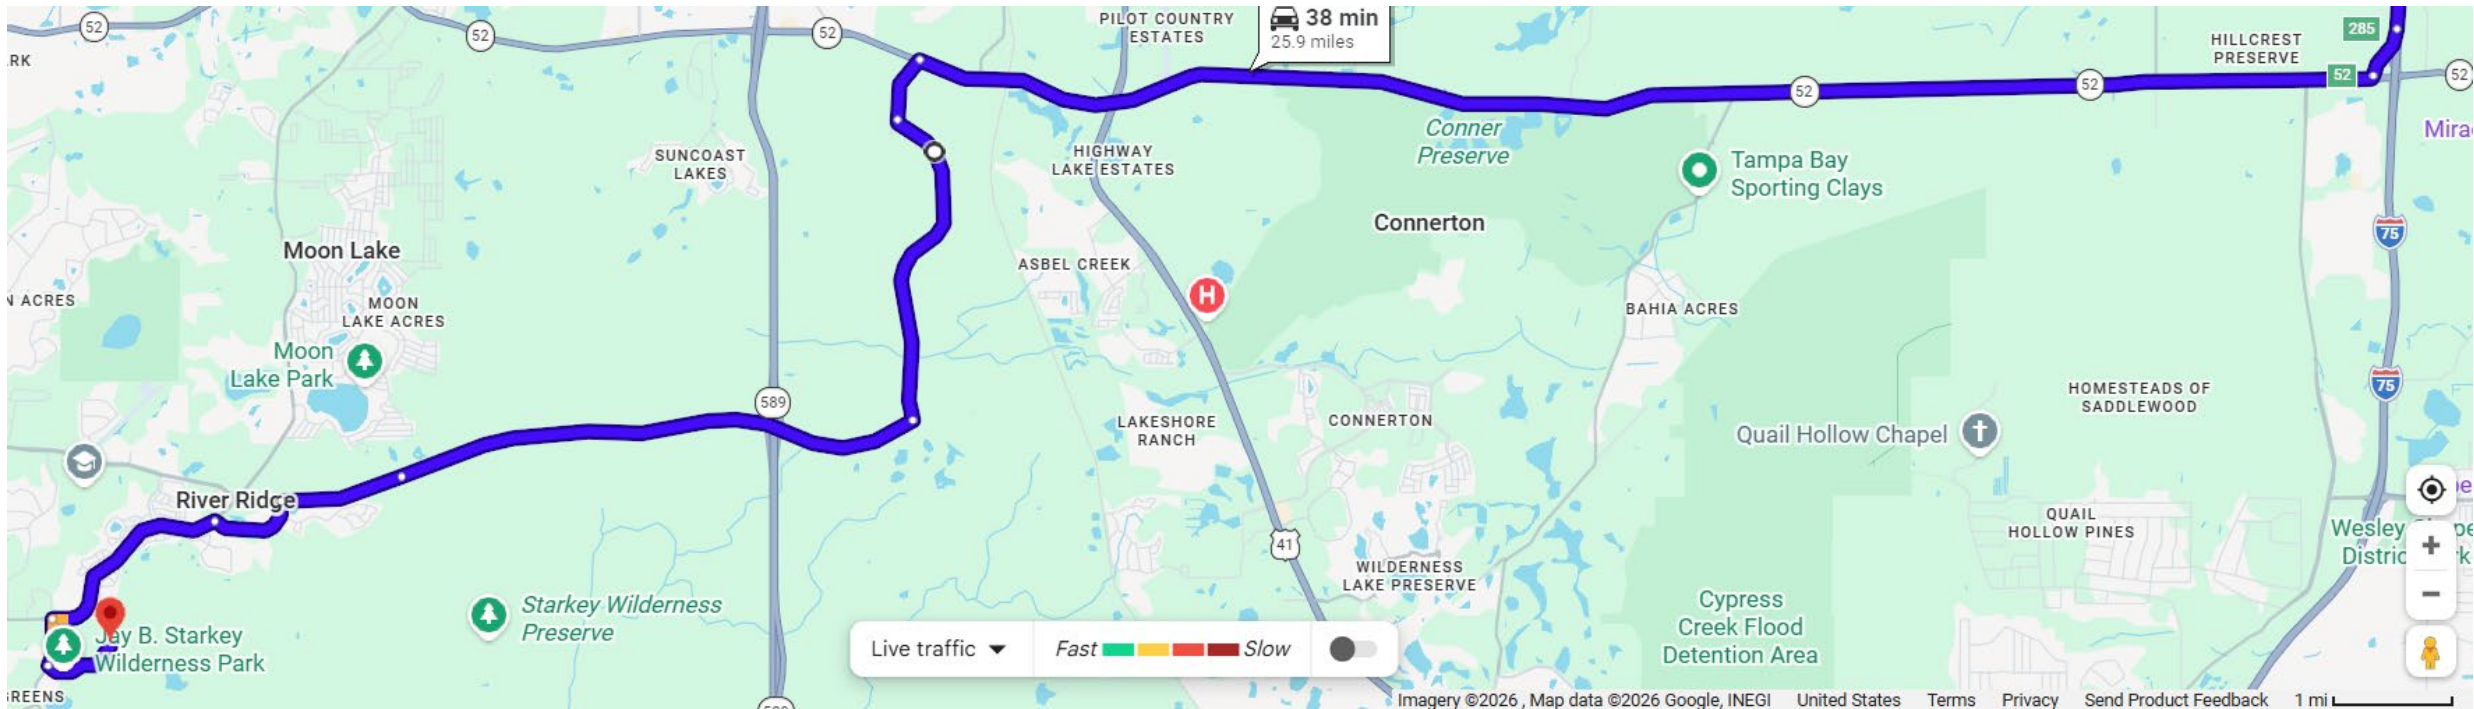 52
52
52
PILOT COUNTRY
ESTATES
38 min
25.9 miles
285
HILLCREST
PRESERVE
52
52
52
52
RK
Mira
SUNCOAST
LAKES
HIGHWAY
LAKE ESTATES
Conner
Preserve
Tampa Bay
Sporting Clays
Moon Lake
Connerton
75
ASBEL CREEK
H
N ACRES
MOON
LAKE ACRES
BAHIA ACRES
Moon
Lake Park
589
75
HOMESTEADS OF
SADDLEWOOD
LAKESHORE
RANCH
CONNERTON
Quail Hollow Chapel
River Ridge
QUAIL
HOLLOW PINES
Wesley
Distric
41
WILDERNESS
LAKE PRESERVE
Starkey Wilderness
Preserve
Cypress
Creek Flood
Detention Area
Jay B. Starkey
Wilderness Park
Live traffic
Fast
Slow
GREENS
Imagery ©2026 , Map data ©2026 Google, INEGI United States Terms Privacy Send Product Feedback 1 mi